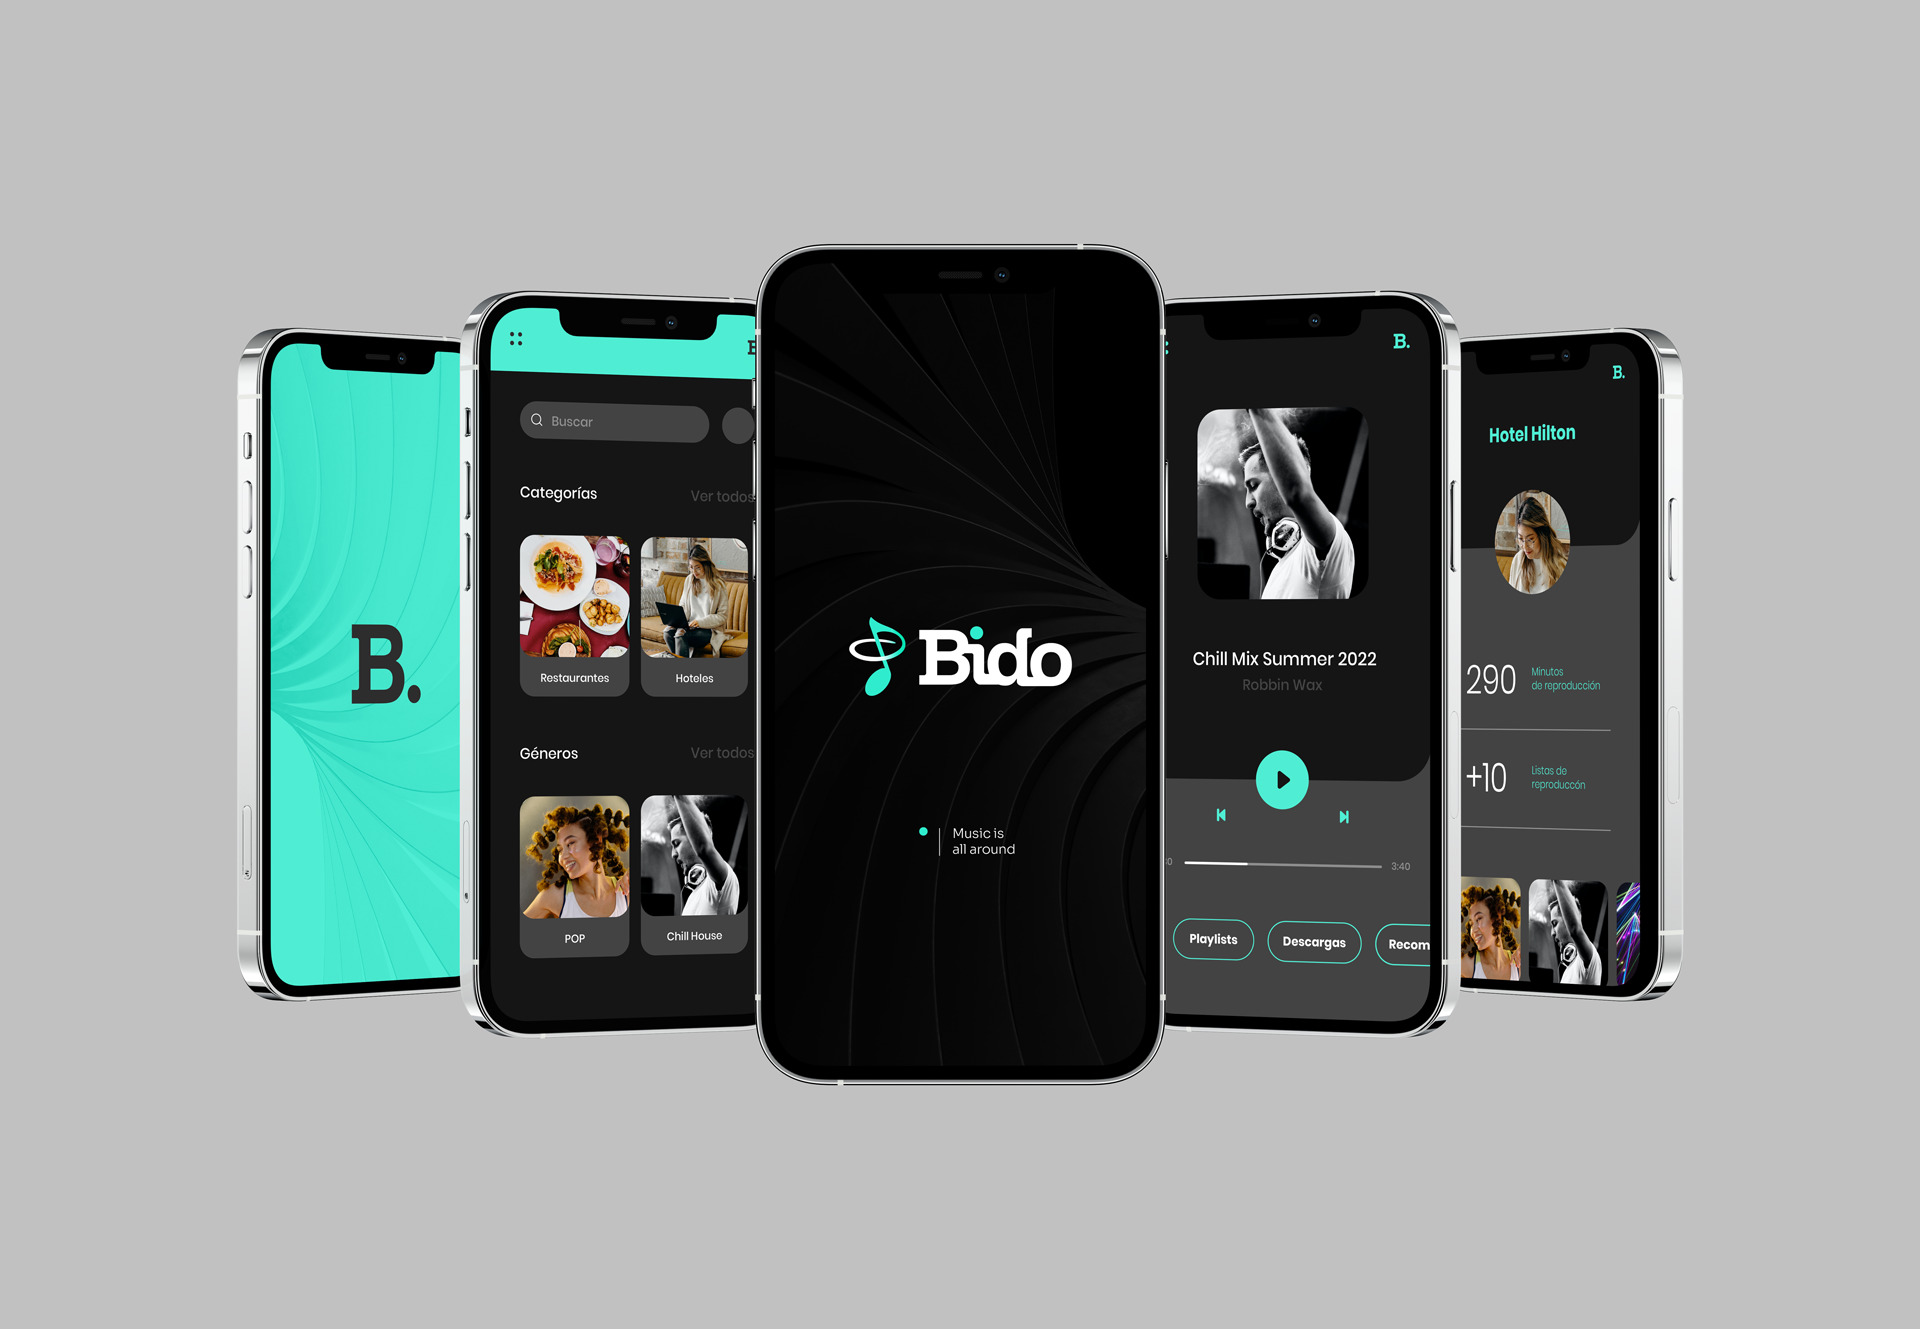 B.
Buscar
Categorías
Ver todos
Restaurantes
Hoteles
Géneros
Ver todos
POP
Chill House
Bido
Music is
all around
B.
Chill Mix Summer 2022
Robbin Wax
3:40
Playlists
Descargas
Recom
B.
Hotel Hilton
290
Minutos
de reproducción
+10
Listas de
reproduccón